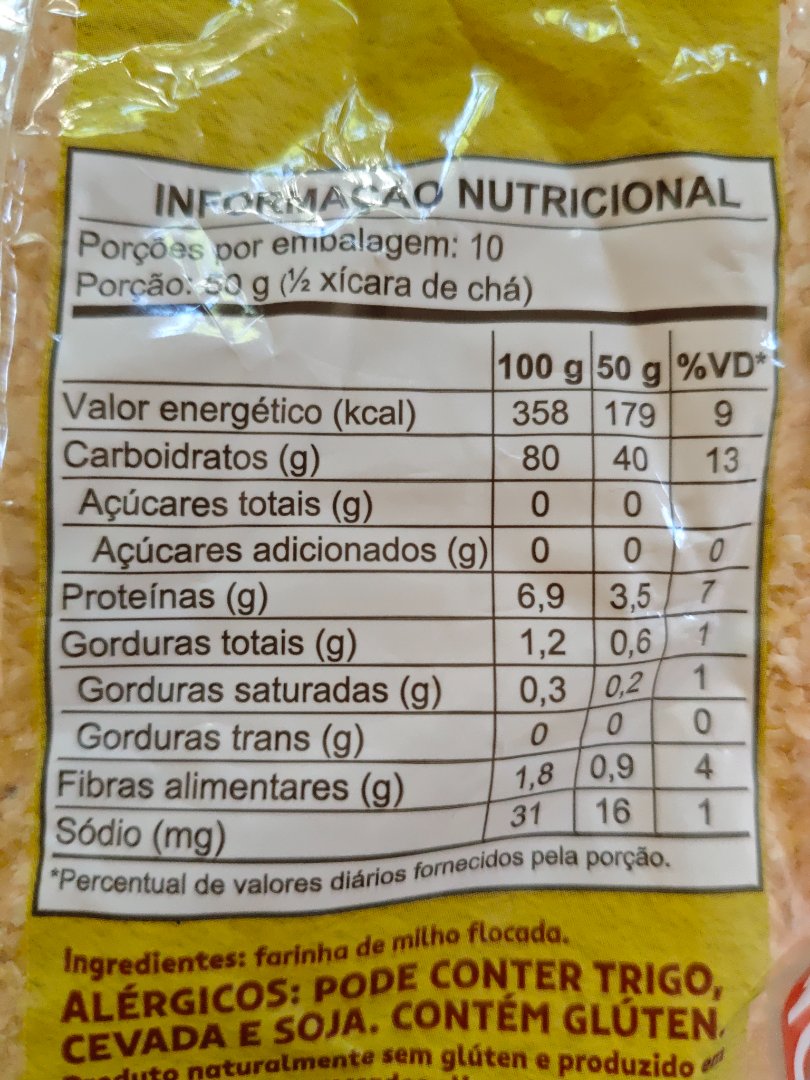 INFORMAÇÃO NUTRICIONAL
Porções por embalagem: 10
Porção: 50 g (½ xícara de chá)
100 g 50 g %VD*
Valor energético (kcal) 358 179 9
Carboidratos (g) 80 40 13
Açúcares totais (g) 0 0
Açúcares adicionados (g) 0 0 0
Proteínas (g) 6,9 3,5 7
Gorduras totais (g) 1,2 0,6 1
Gorduras saturadas (g) 0,3 0,2 1
Gorduras trans (g) 0 0 0
Fibras alimentares (g) 1,8 0,9 4
Sódio (mg) 31 16 1
*Percentual de valores diários fornecidos pela porção.
Ingredientes: farinha de milho flocada.
ALÉRGICOS: PODE CONTER TRIGO,
CEVADA E SOJA. CONTÉM GLÚTEN.
Produto naturalmente sem glúten e produzido em